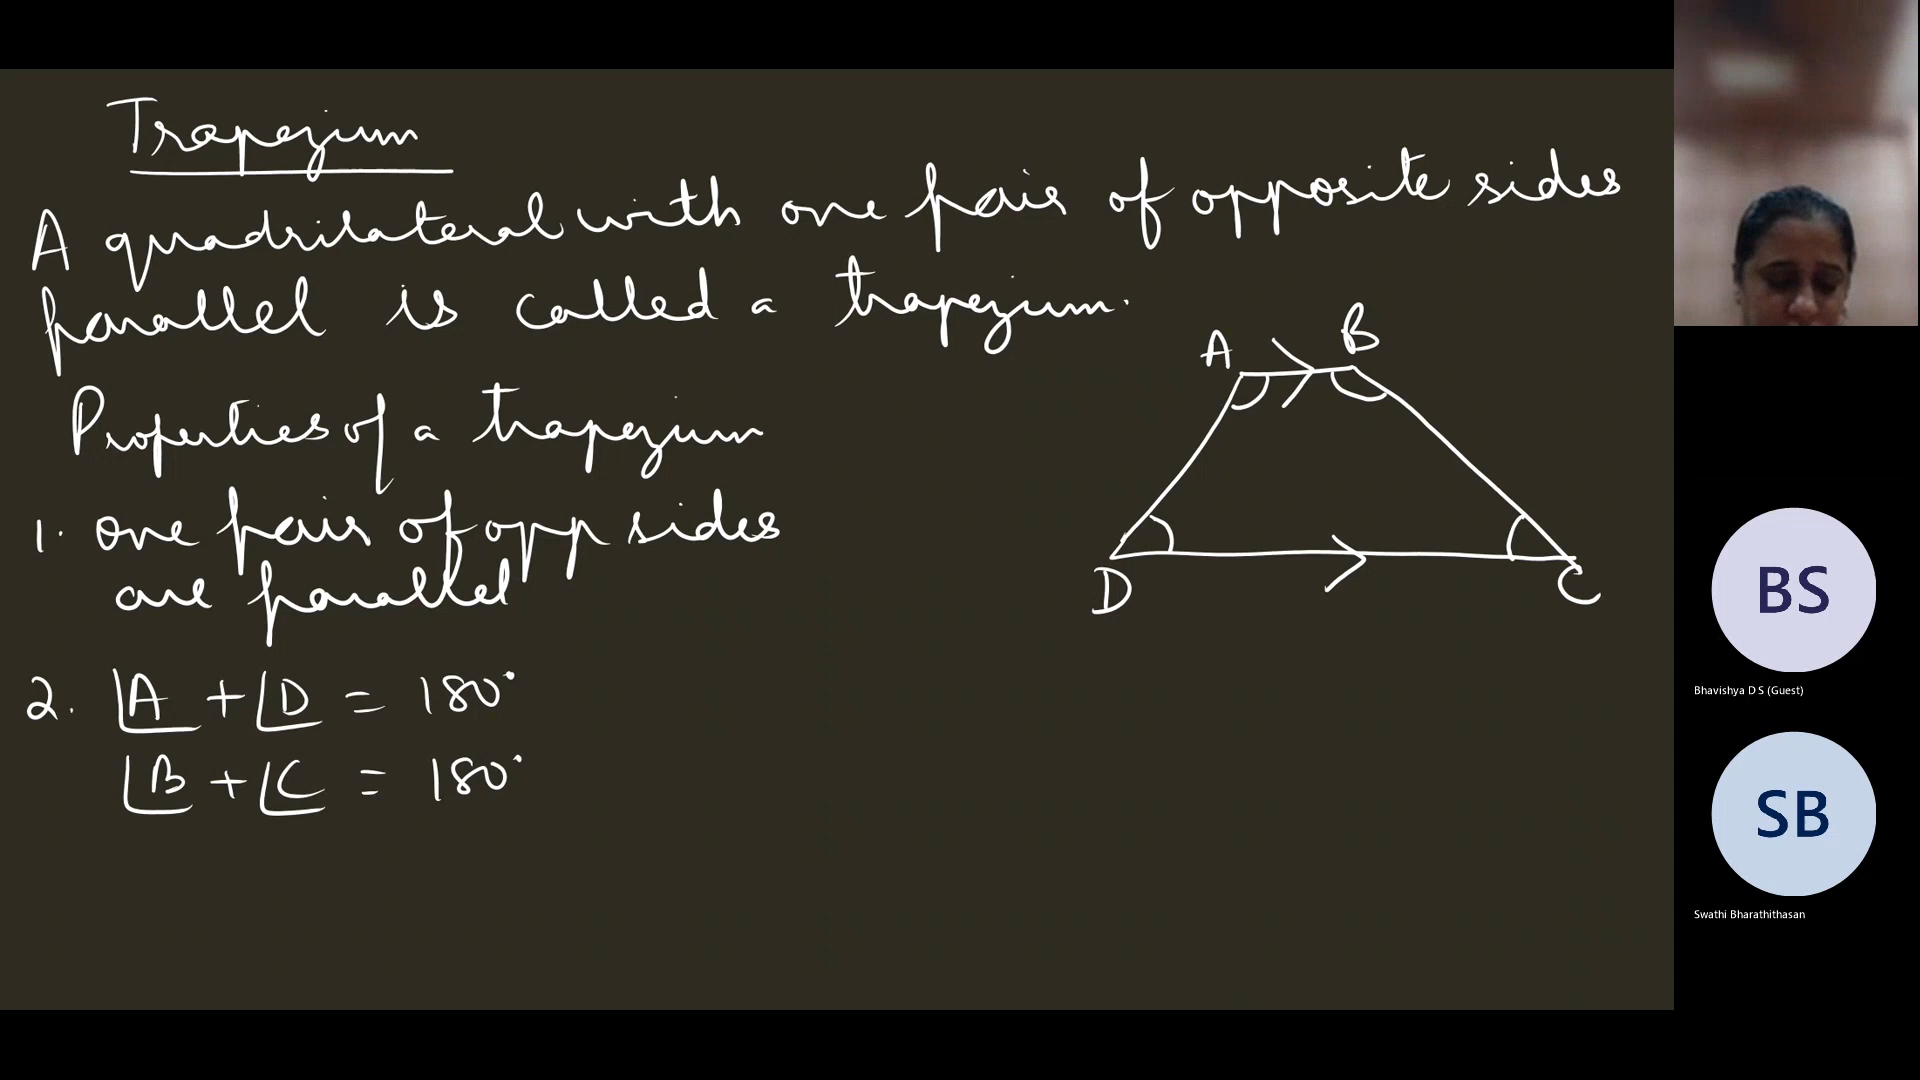 Trapezium
A quadrilateral with one pair of opposite sides
parallel is called a trapezium.
A B
Properties of a trapezium
1. one pair of opp sides
are parallel
D C
2. ∠A + ∠D = 180°
∠B + ∠C = 180°
BS
Bhavishya D S (Guest)
SB
Swathi Bharathithasan